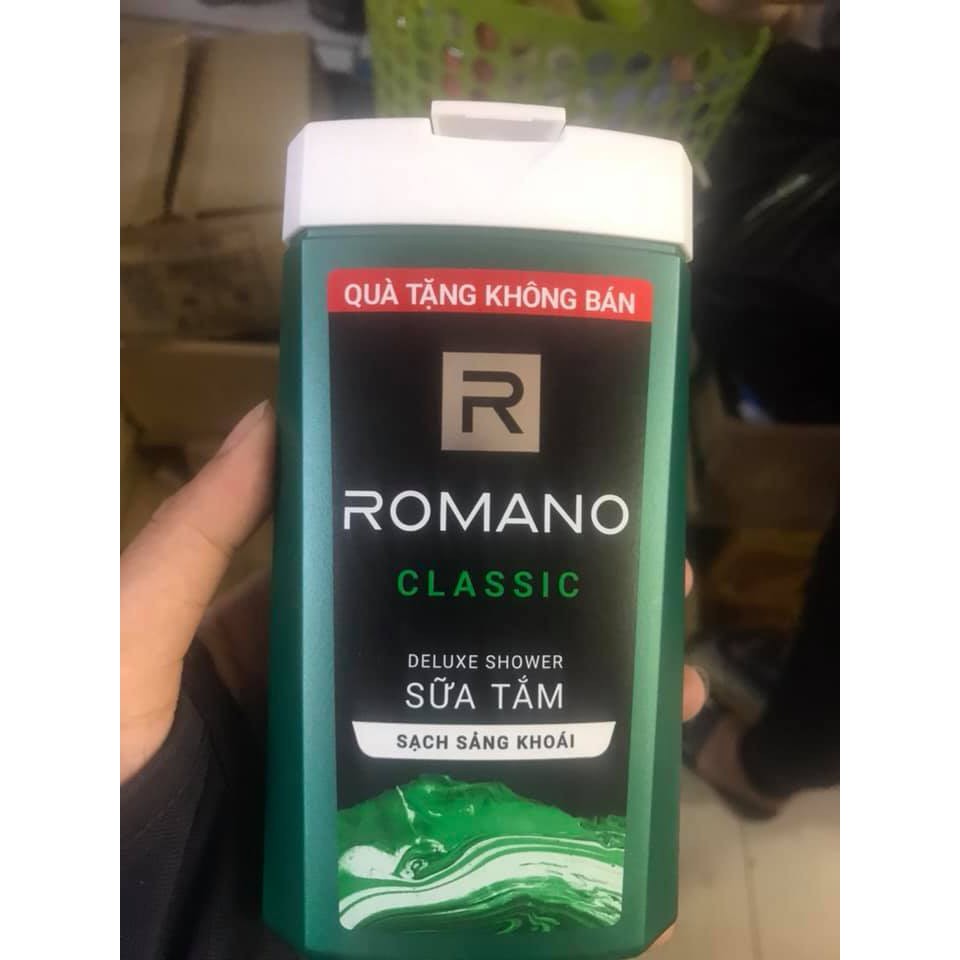 QUÀ TẶNG KHÔNG BÁN
R
ROMANO
CLASSIC
DELUXE SHOWER
SỮA TẮM
SẠCH SẢNG KHOÁI